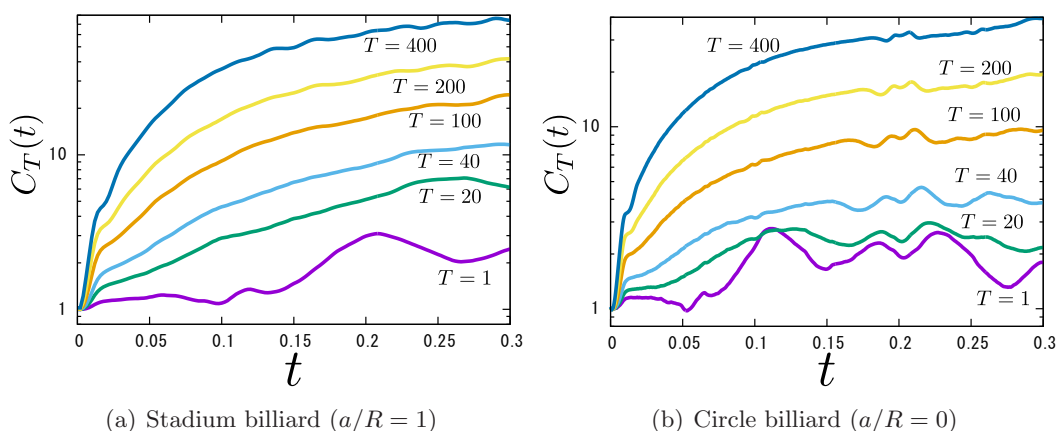 T = 400
T = 200
T = 100
T = 40
T = 20
T = 1
C_T(t)
10
1
0 0.05 0.1 0.15 0.2 0.25 0.3
t
(a) Stadium billiard (a/R = 1)
T = 400
T = 200
T = 100
T = 40
T = 20
T = 1
C_T(t)
10
1
0 0.05 0.1 0.15 0.2 0.25 0.3
t
(b) Circle billiard (a/R = 0)